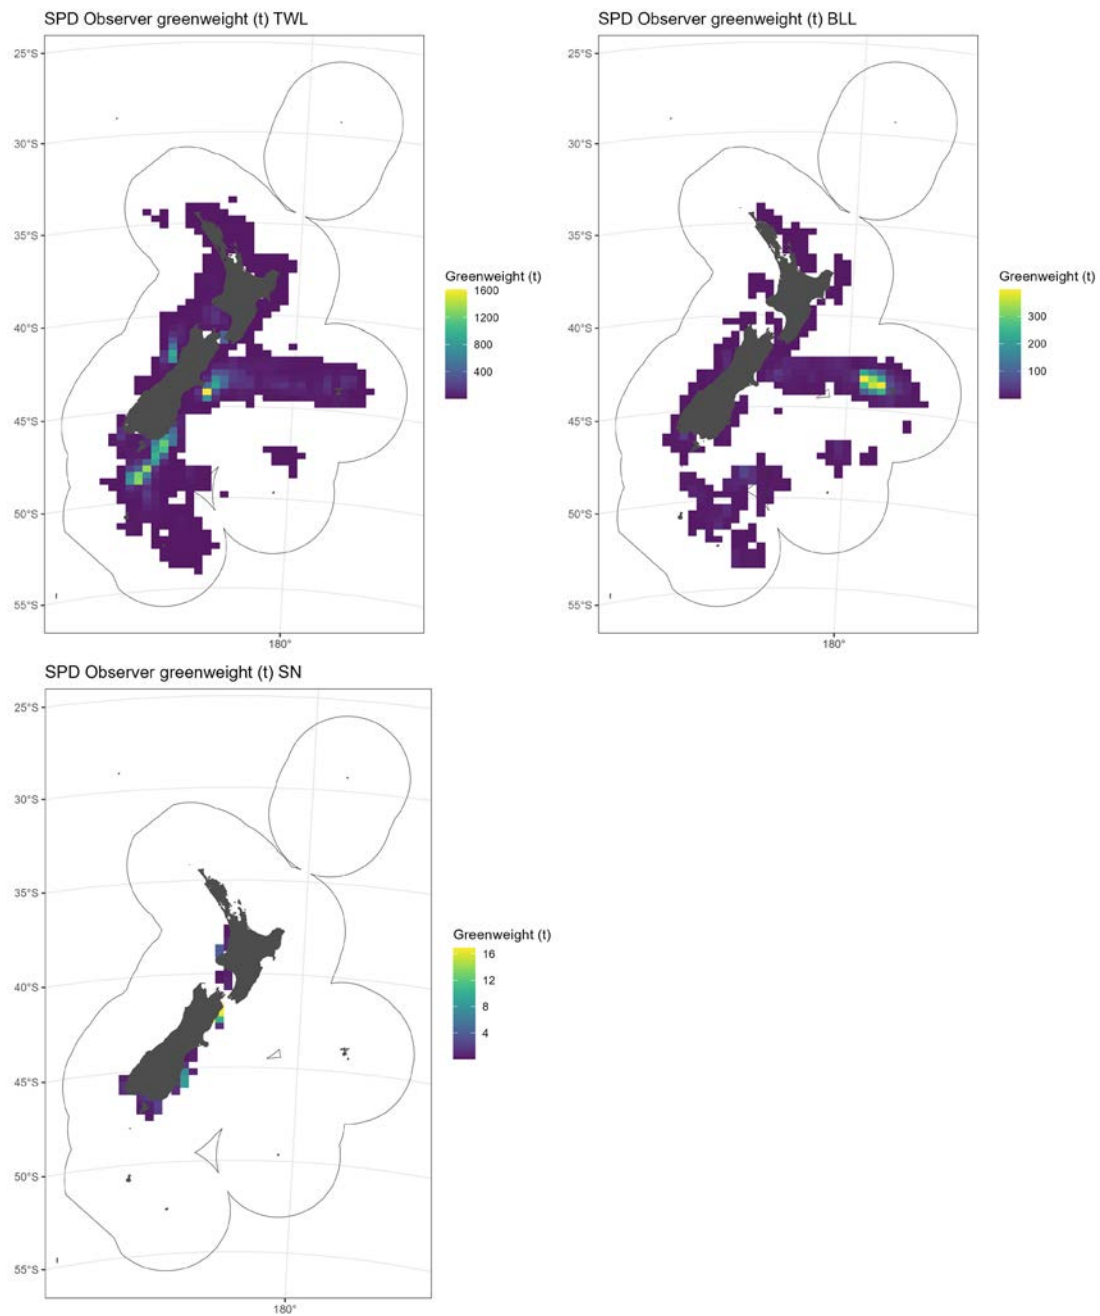 SPD Observer greenweight (t) TWL
25°S
30°S
35°S
40°S
45°S
50°S
55°S
180°
Greenweight (t)
1600
1200
800
400
SPD Observer greenweight (t) BLL
25°S
30°S
35°S
40°S
45°S
50°S
55°S
180°
Greenweight (t)
300
200
100
SPD Observer greenweight (t) SN
25°S
30°S
35°S
40°S
45°S
50°S
55°S
180°
Greenweight (t)
16
12
8
4